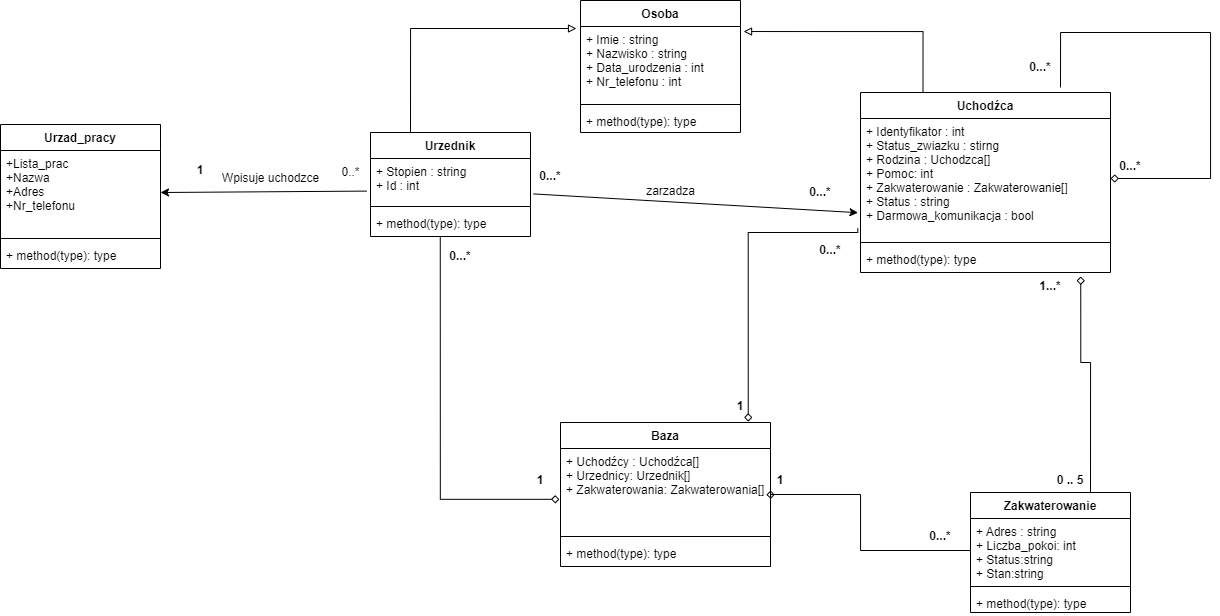 Osoba
+ Imie : string
+ Nazwisko : string
+ Data_urodzenia : int
+ Nr_telefonu : int
+ method(type): type
0...*
Uchodźca
+ Identyfikator : int
+ Status_zwiazku : stirng
+ Rodzina : Uchodzca[]
+ Pomoc: int
+ Zakwaterowanie : Zakwaterowanie[]
+ Status : string
+ Darmowa_komunikacja : bool
+ method(type): type
0...*
Urzad_pracy
+Lista_prac
+Nazwa
+Adres
+Nr_telefonu
+ method(type): type
1
Wpisuje uchodzce
0..*
Urzednik
+ Stopien : string
+ Id : int
+ method(type): type
0...*
zarzadza
0...*
0...*
0...*
1...*
1
1
Baza
+ Uchodźcy : Uchodźca[]
+ Urzednicy: Urzednik[]
+ Zakwaterowania: Zakwaterowania[]
+ method(type): type
1
0...*
0 .. 5
Zakwaterowanie
+ Adres : string
+ Liczba_pokoi: int
+ Status:string
+ Stan:string
+ method(type): type